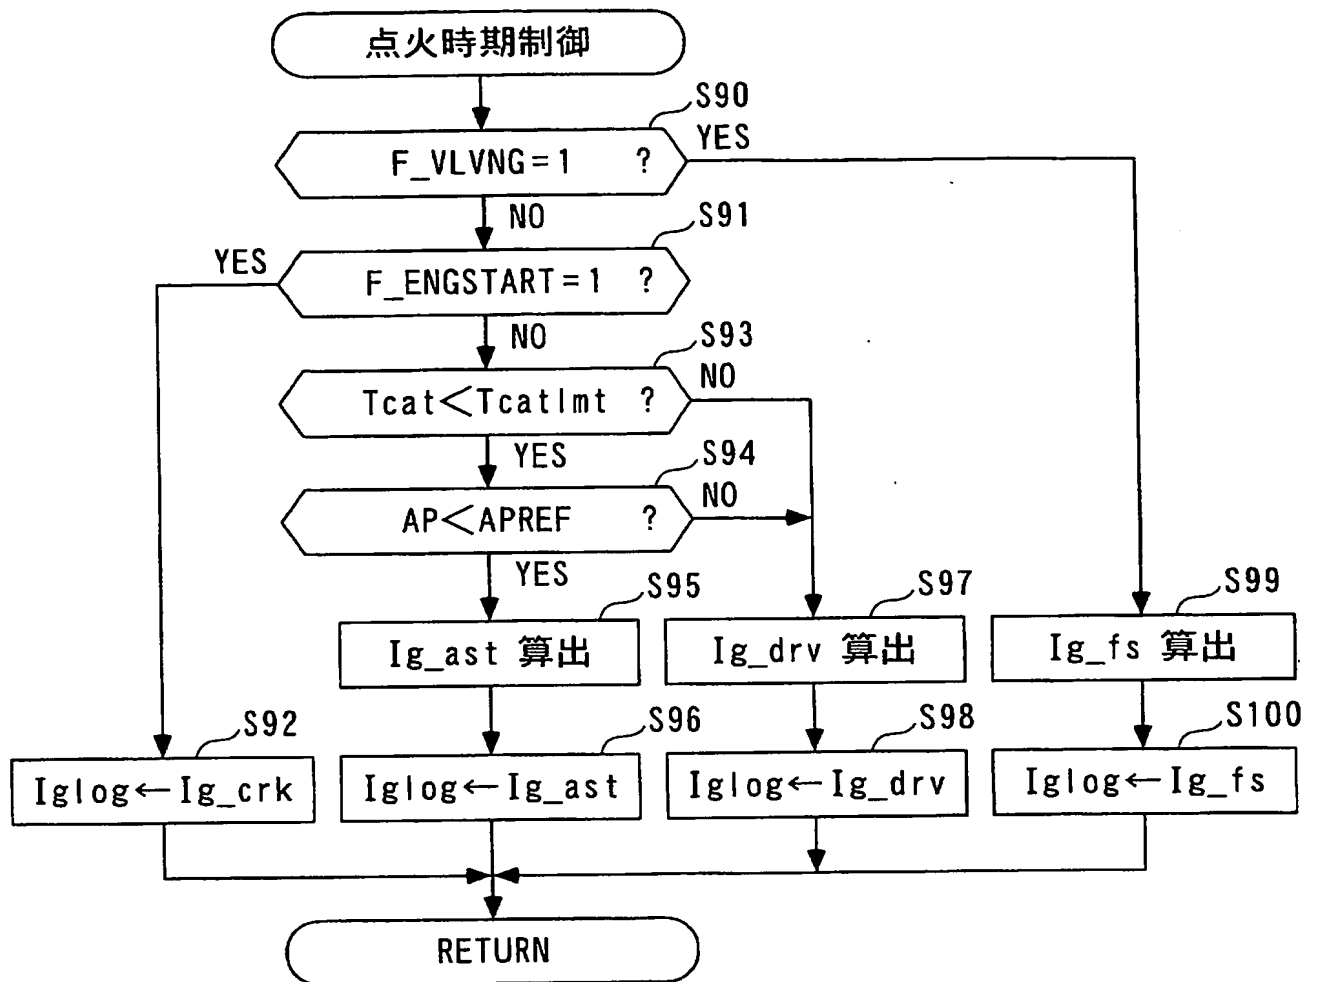 点火時期制御
S90
F_VLVNG=1 ?
YES
NO
S91
YES
F_ENGSTART=1 ?
NO
S93
Tcat<Tcatlmt ?
NO
YES
S94
AP<APREF ?
NO
YES
S95
S97
S99
Ig_ast 算出
Ig_drv 算出
Ig_fs 算出
S92
S96
S98
S100
Iglog←Ig_crk
Iglog←Ig_ast
Iglog←Ig_drv
Iglog←Ig_fs
RETURN